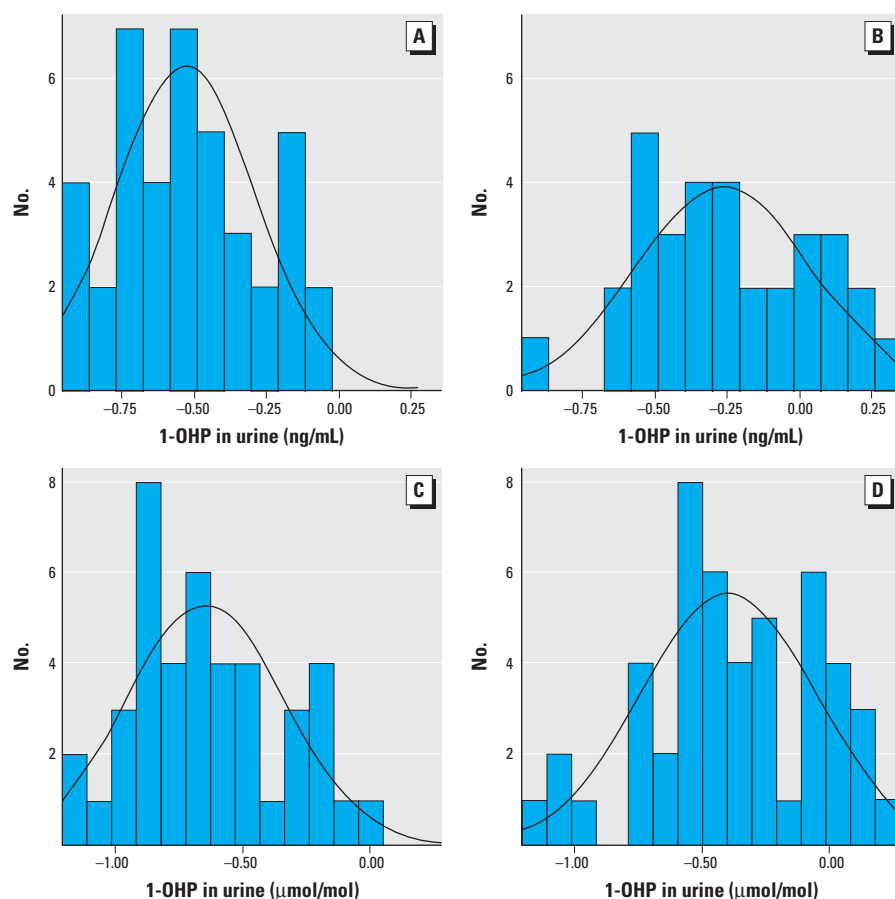 A
No.
6
4
2
0
−0.75 −0.50 −0.25 0.00 0.25
1-OHP in urine (ng/mL)
B
No.
6
4
2
0
−0.75 −0.50 −0.25 0.00 0.25
1-OHP in urine (ng/mL)
C
No.
8
6
4
2
−1.00 −0.50 0.00
1-OHP in urine (μmol/mol)
D
No.
8
6
4
2
−1.00 −0.50 0.00
1-OHP in urine (μmol/mol)